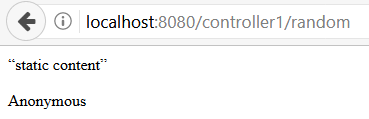 localhost:8080/controller1/random
“static content”
Anonymous